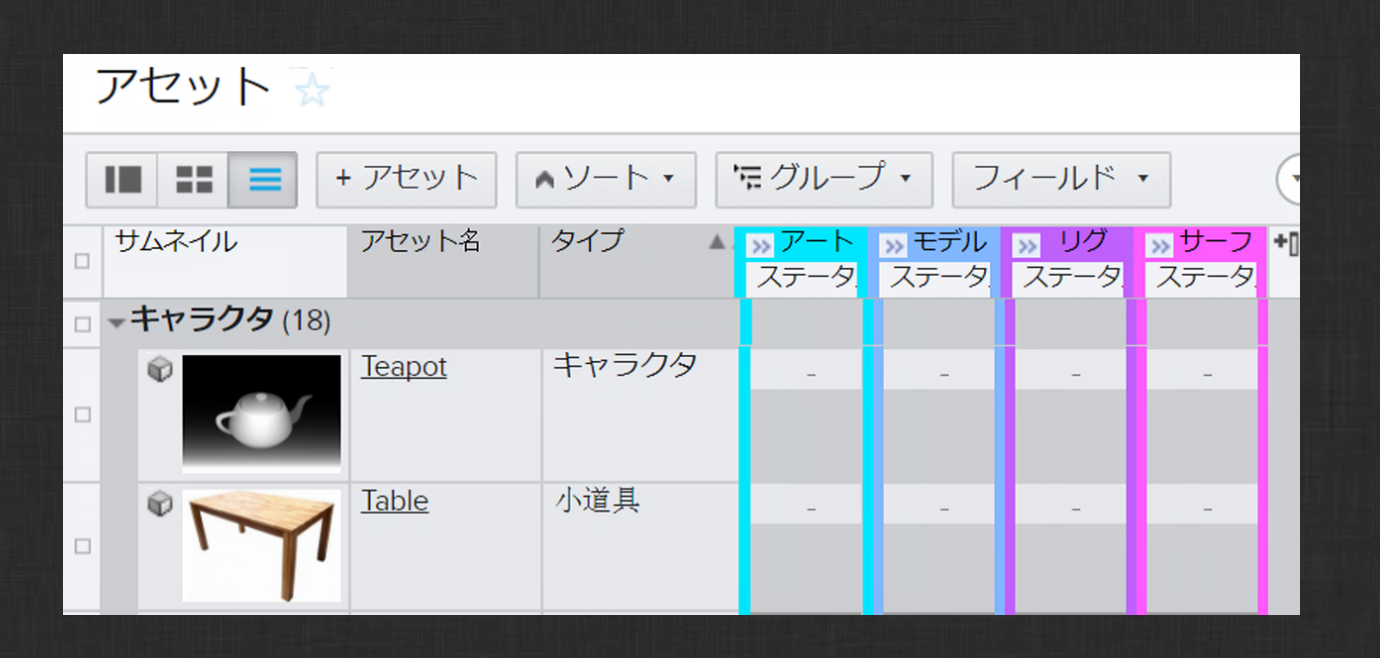 アセット
+ アセット
ソート
グループ
フィールド
サムネイル
アセット名
タイプ
アート
モデル
リグ
サーフ
ステータ
ステータ
ステータ
ステータ
キャラクタ (18)
Teapot
キャラクタ
-
-
-
-
Table
小道具
-
-
-
-